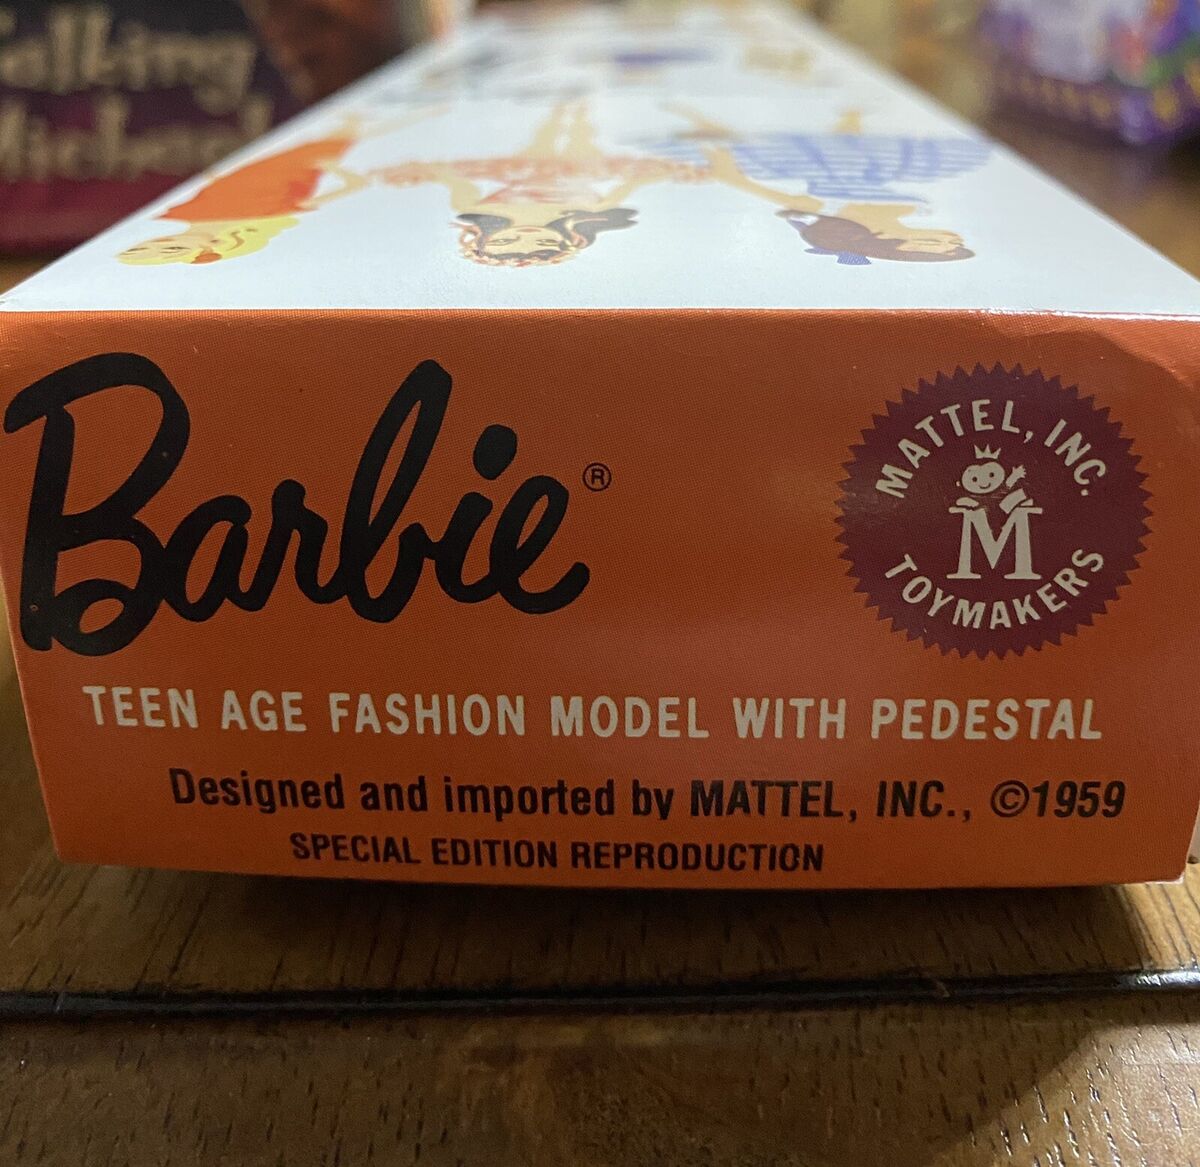 Barbie®
MATTEL, INC.
M
TOYMAKERS
TEEN AGE FASHION MODEL WITH PEDESTAL
Designed and imported by MATTEL, INC., ©1959
SPECIAL EDITION REPRODUCTION